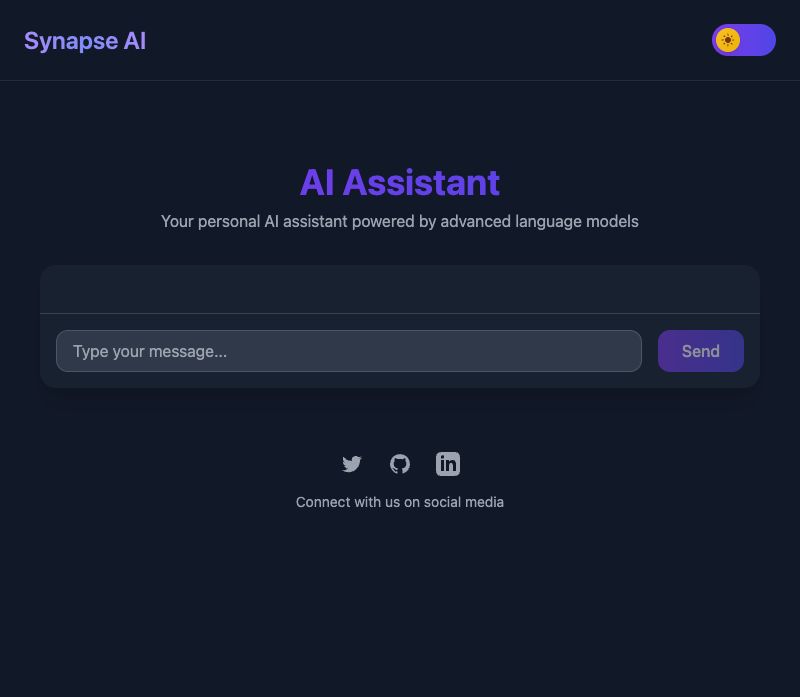 Synapse AI
AI Assistant
Your personal AI assistant powered by advanced language models
Type your message...
Send
in
Connect with us on social media